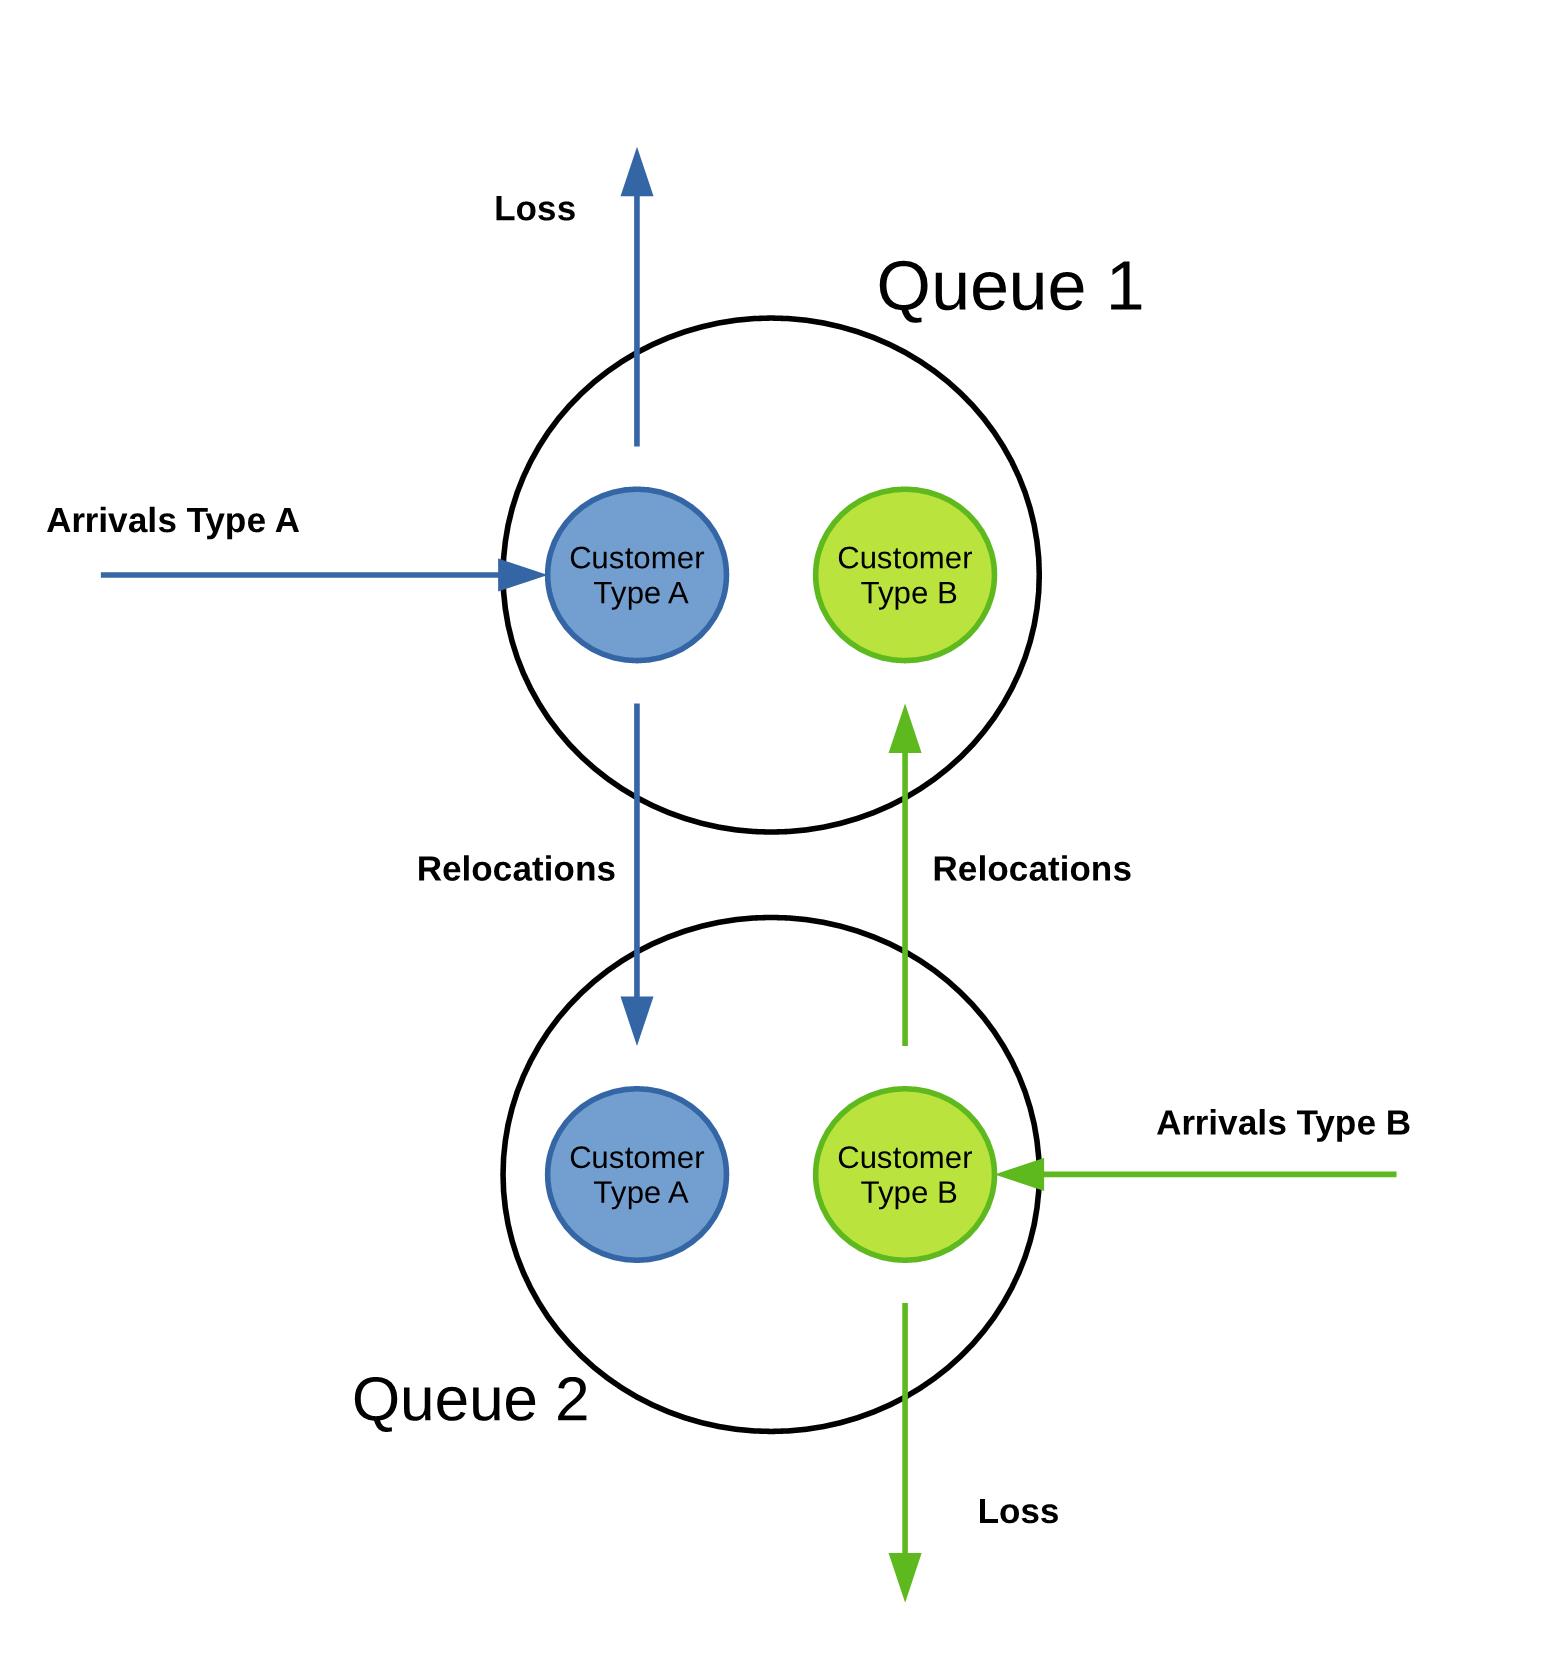 Loss
Queue 1
Arrivals Type A
Customer
Type A
Customer
Type B
Relocations
Relocations
Arrivals Type B
Customer
Type A
Customer
Type B
Queue 2
Loss